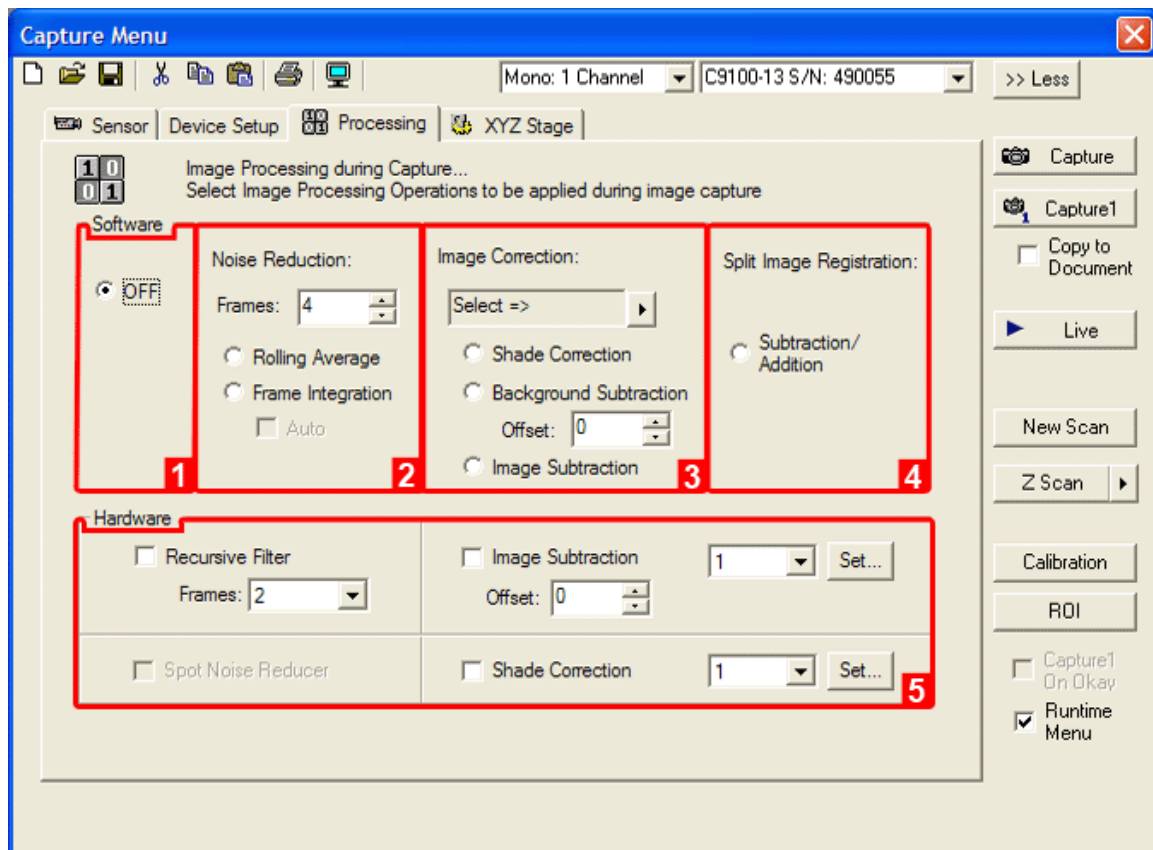 Capture Menu
Mono: 1 Channel
C9100-13 S/N: 490055
>> Less
Sensor
Device Setup
Processing
XYZ Stage
1 0
0 1
Image Processing during Capture...
Select Image Processing Operations to be applied during image capture
Software
OFF
1
Noise Reduction:
Frames: 4
Rolling Average
Frame Integration
Auto
2
Image Correction:
Select =>
Shade Correction
Background Subtraction
Offset: 0
Image Subtraction
3
Split Image Registration:
Subtraction/
Addition
4
Hardware
Recursive Filter
Frames: 2
Image Subtraction
1
Set...
Offset: 0
Spot Noise Reducer
Shade Correction
1
Set...
5
Capture
1
Capture1
Copy to
Document
Live
New Scan
Z Scan
Calibration
ROI
Capture1
On Okay
Runtime
Menu